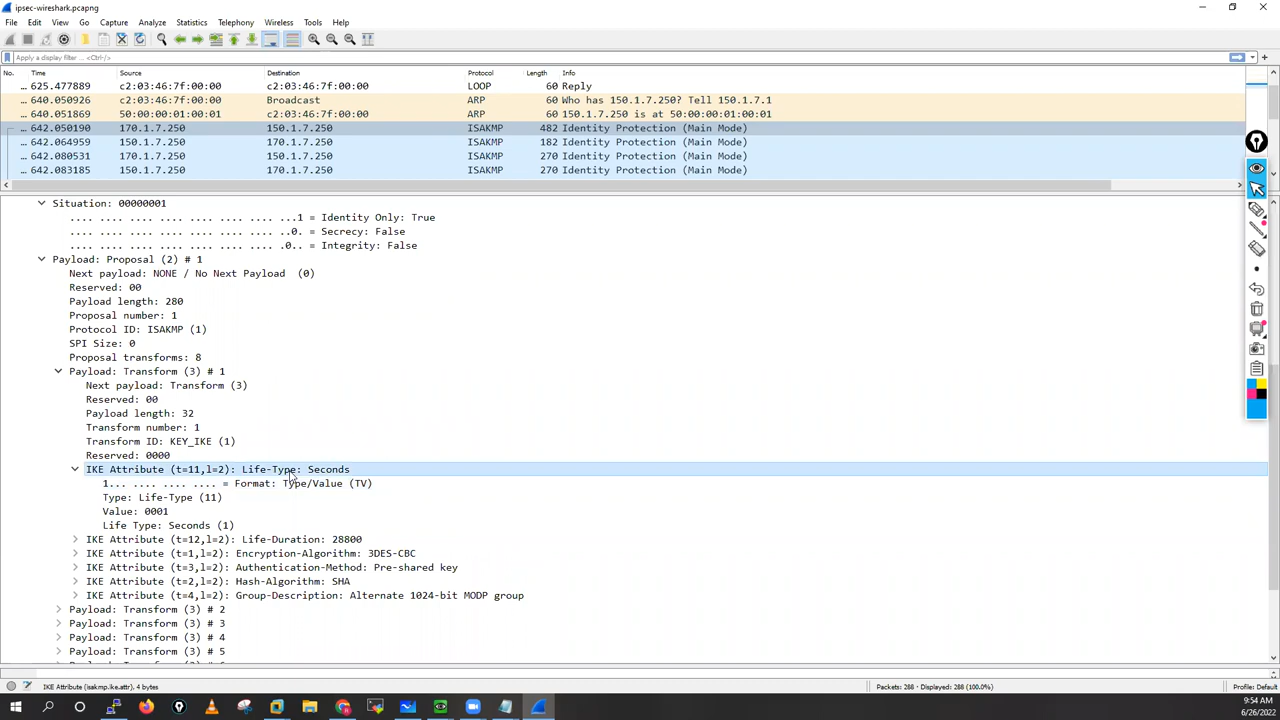 ipsec-wireshark.pcapng
File Edit View Go Capture Analyze Statistics Telephony Wireless Tools Help
Apply a display filter ... <Ctrl-/>
No. Time Source Destination Protocol Length Info
... 625.477889 c2:03:46:7f:00:00 c2:03:46:7f:00:00 LOOP 60 Reply
... 640.050926 c2:03:46:7f:00:00 Broadcast ARP 60 Who has 150.1.7.250? Tell 150.1.7.1
... 640.051869 50:00:00:01:00:01 c2:03:46:7f:00:00 ARP 60 150.1.7.250 is at 50:00:00:01:00:01
... 642.050190 170.1.7.250 150.1.7.250 ISAKMP 482 Identity Protection (Main Mode)
... 642.064959 150.1.7.250 170.1.7.250 ISAKMP 182 Identity Protection (Main Mode)
... 642.080531 170.1.7.250 150.1.7.250 ISAKMP 270 Identity Protection (Main Mode)
... 642.083185 150.1.7.250 170.1.7.250 ISAKMP 270 Identity Protection (Main Mode)
Situation: 00000001
.... .... .... .... .... .... .... ...1 = Identity Only: True
.... .... .... .... .... .... .... ..0. = Secrecy: False
.... .... .... .... .... .... .... .0.. = Integrity: False
Payload: Proposal (2) # 1
Next payload: NONE / No Next Payload (0)
Reserved: 00
Payload length: 280
Proposal number: 1
Protocol ID: ISAKMP (1)
SPI Size: 0
Proposal transforms: 8
Payload: Transform (3) # 1
Next payload: Transform (3)
Reserved: 00
Payload length: 32
Transform number: 1
Transform ID: KEY_IKE (1)
Reserved: 0000
IKE Attribute (t=11,l=2): Life-Type: Seconds
1... .... .... .... = Format: Type/Value (TV)
Type: Life-Type (11)
Value: 0001
Life Type: Seconds (1)
IKE Attribute (t=12,l=2): Life-Duration: 28800
IKE Attribute (t=1,l=2): Encryption-Algorithm: 3DES-CBC
IKE Attribute (t=3,l=2): Authentication-Method: Pre-shared key
IKE Attribute (t=2,l=2): Hash-Algorithm: SHA
IKE Attribute (t=4,l=2): Group-Description: Alternate 1024-bit MODP group
Payload: Transform (3) # 2
Payload: Transform (3) # 3
Payload: Transform (3) # 4
Payload: Transform (3) # 5
IKE Attribute (isakmp.ike.attr), 4 bytes
Packets: 288 · Displayed: 288 (100.0%)
Profile: Default
9:54 AM
6/26/2022